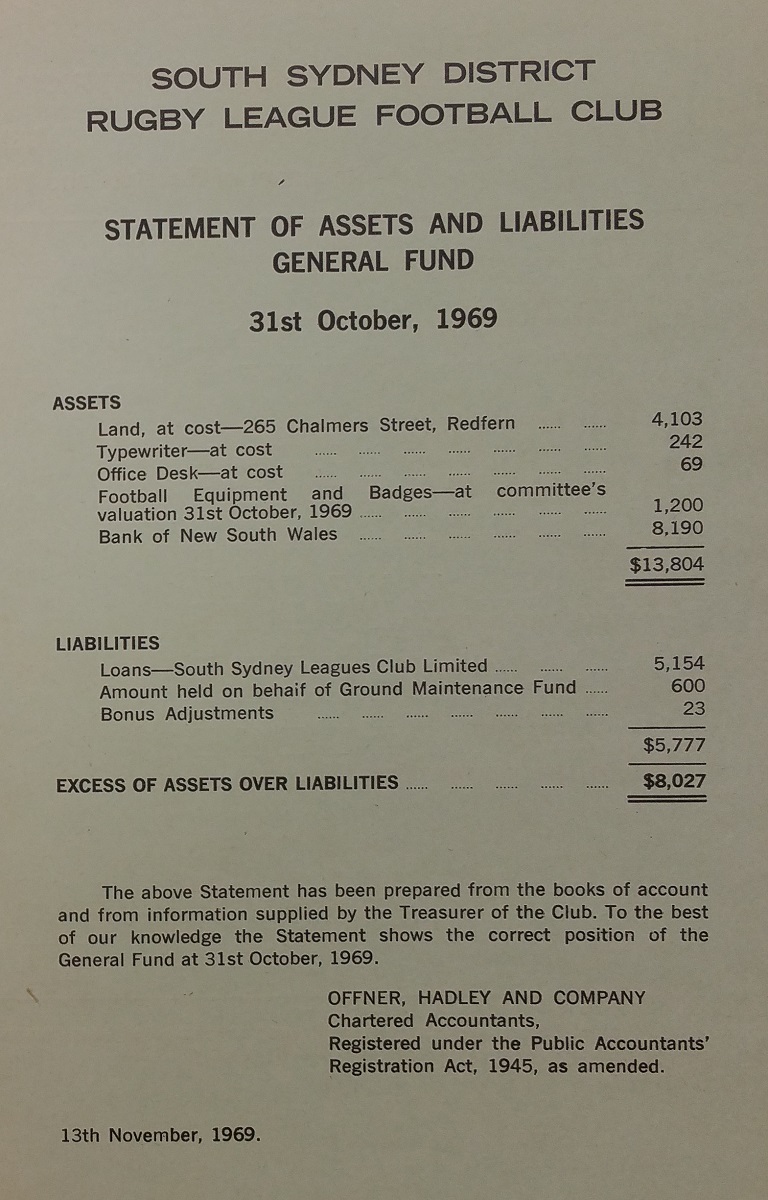 SOUTH SYDNEY DISTRICT
RUGBY LEAGUE FOOTBALL CLUB
STATEMENT OF ASSETS AND LIABILITIES
GENERAL FUND
31st October, 1969
ASSETS
Land, at cost—265 Chalmers Street, Redfern ...... ...... 4,103
Typewriter—at cost ...... ...... ...... ...... ...... ...... ...... 242
Office Desk—at cost ...... ...... ...... ...... ...... ...... ...... 69
Football Equipment and Badges—at committee's
valuation 31st October, 1969 ...... ...... ...... ...... ...... ...... 1,200
Bank of New South Wales ...... ...... ...... ...... ...... ...... 8,190
$13,804
LIABILITIES
Loans—South Sydney Leagues Club Limited ...... ...... ...... 5,154
Amount held on behaif of Ground Maintenance Fund ...... 600
Bonus Adjustments ...... ...... ...... ...... ...... ...... ...... 23
$5,777
EXCESS OF ASSETS OVER LIABILITIES ...... ...... ...... ...... ...... $8,027
The above Statement has been prepared from the books of account
and from information supplied by the Treasurer of the Club. To the best
of our knowledge the Statement shows the correct position of the
General Fund at 31st October, 1969.
OFFNER, HADLEY AND COMPANY
Chartered Accountants,
Registered under the Public Accountants'
Registration Act, 1945, as amended.
13th November, 1969.